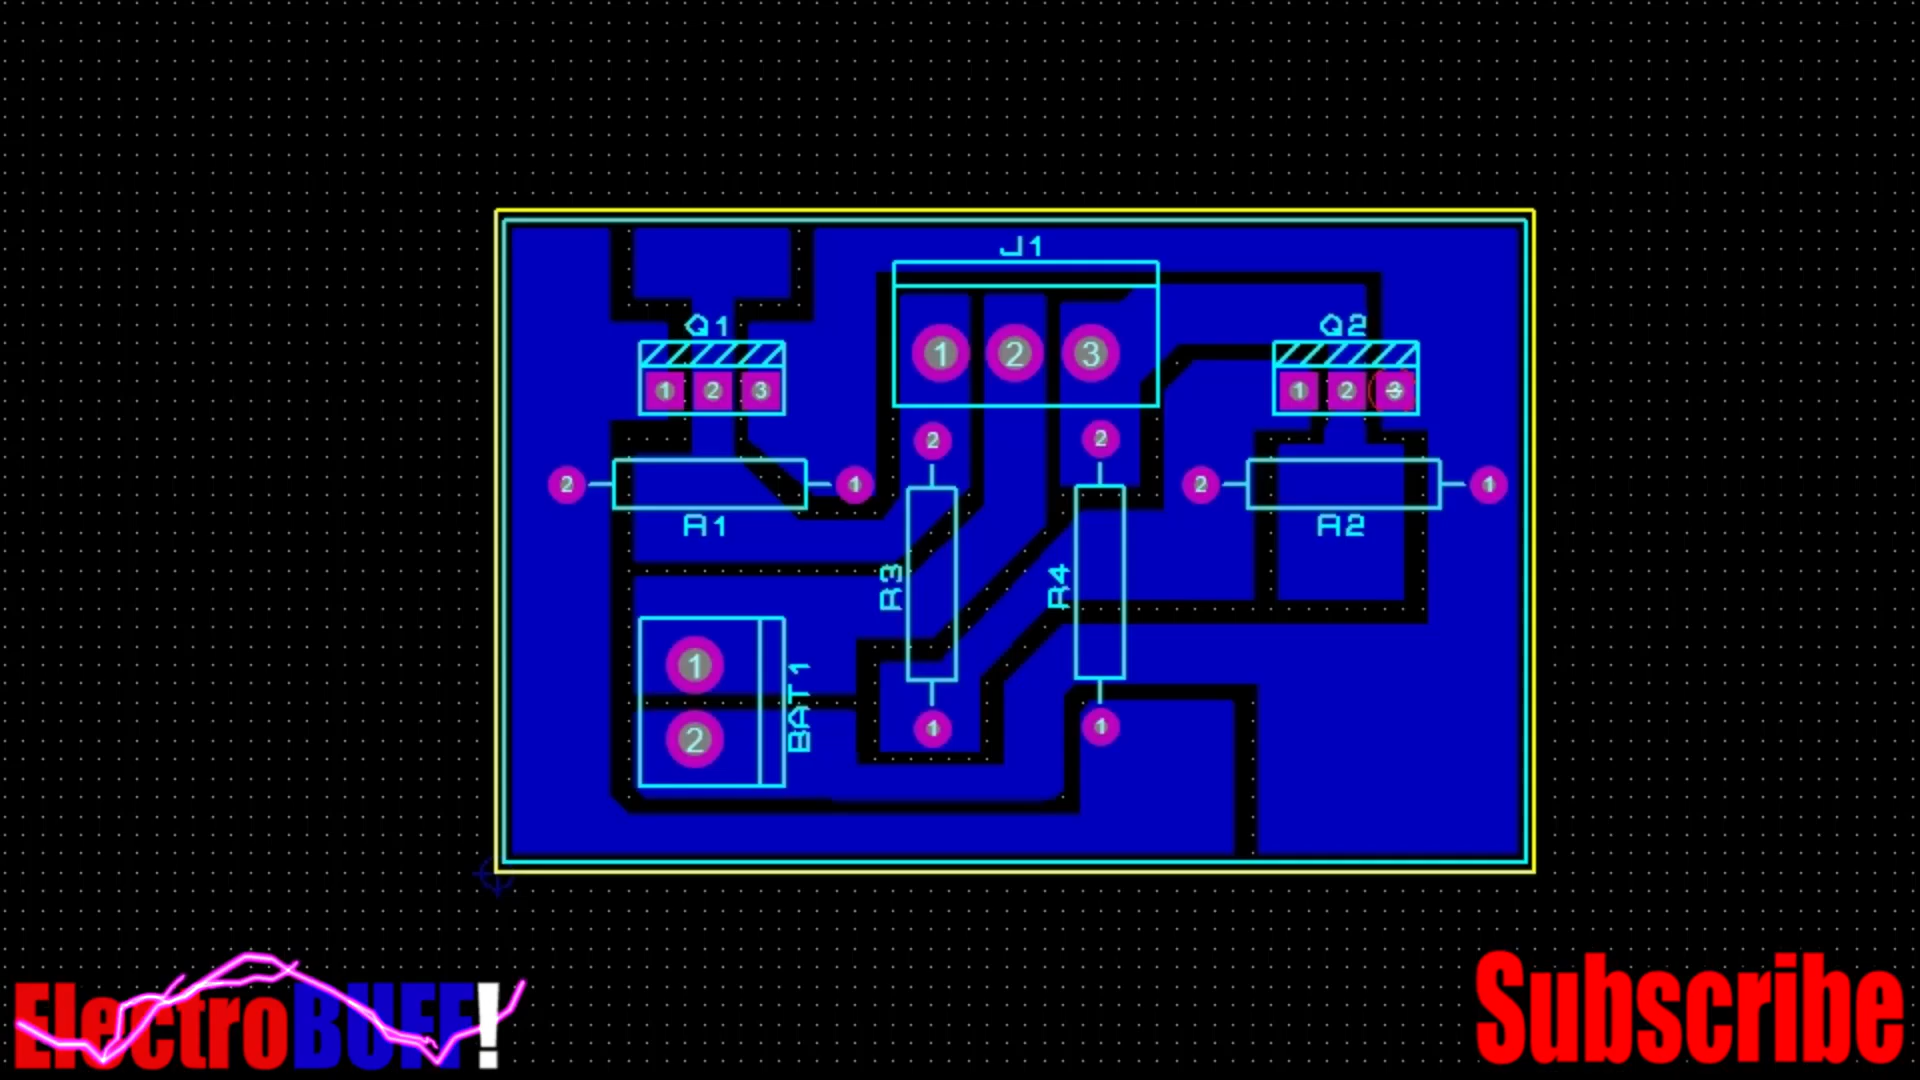 J1
Q1
Q2
1 2 3
1 2 3
1 2 3
2
2
2 1
2 1
R1
R2
R3
R4
1
2
BAT1
1
1
ElectroBUFF!
Subscribe